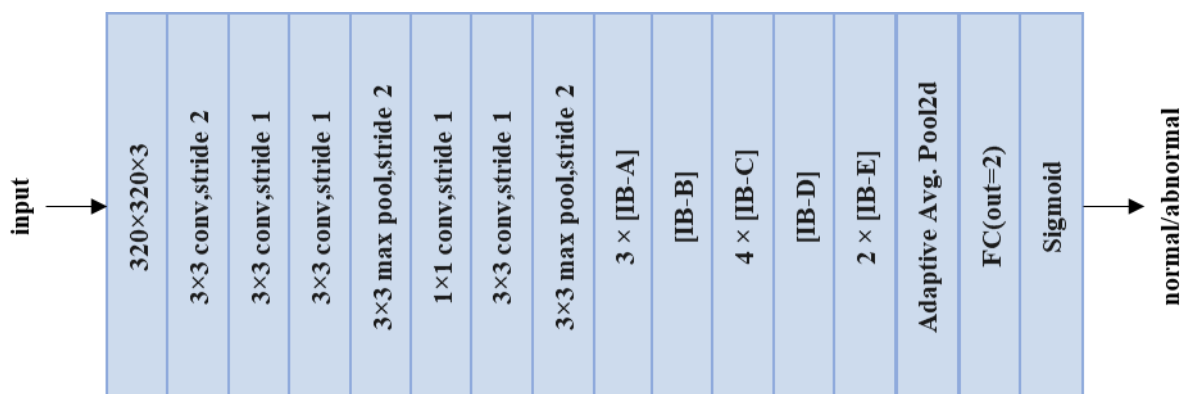 input
320×320×3
3×3 conv,stride 2
3×3 conv,stride 1
3×3 conv,stride 1
3×3 max pool,stride 2
1×1 conv,stride 1
3×3 conv,stride 1
3×3 max pool,stride 2
3 × [IB-A]
[IB-B]
4 × [IB-C]
[IB-D]
2 × [IB-E]
Adaptive Avg. Pool2d
FC(out=2)
Sigmoid
normal/abnormal